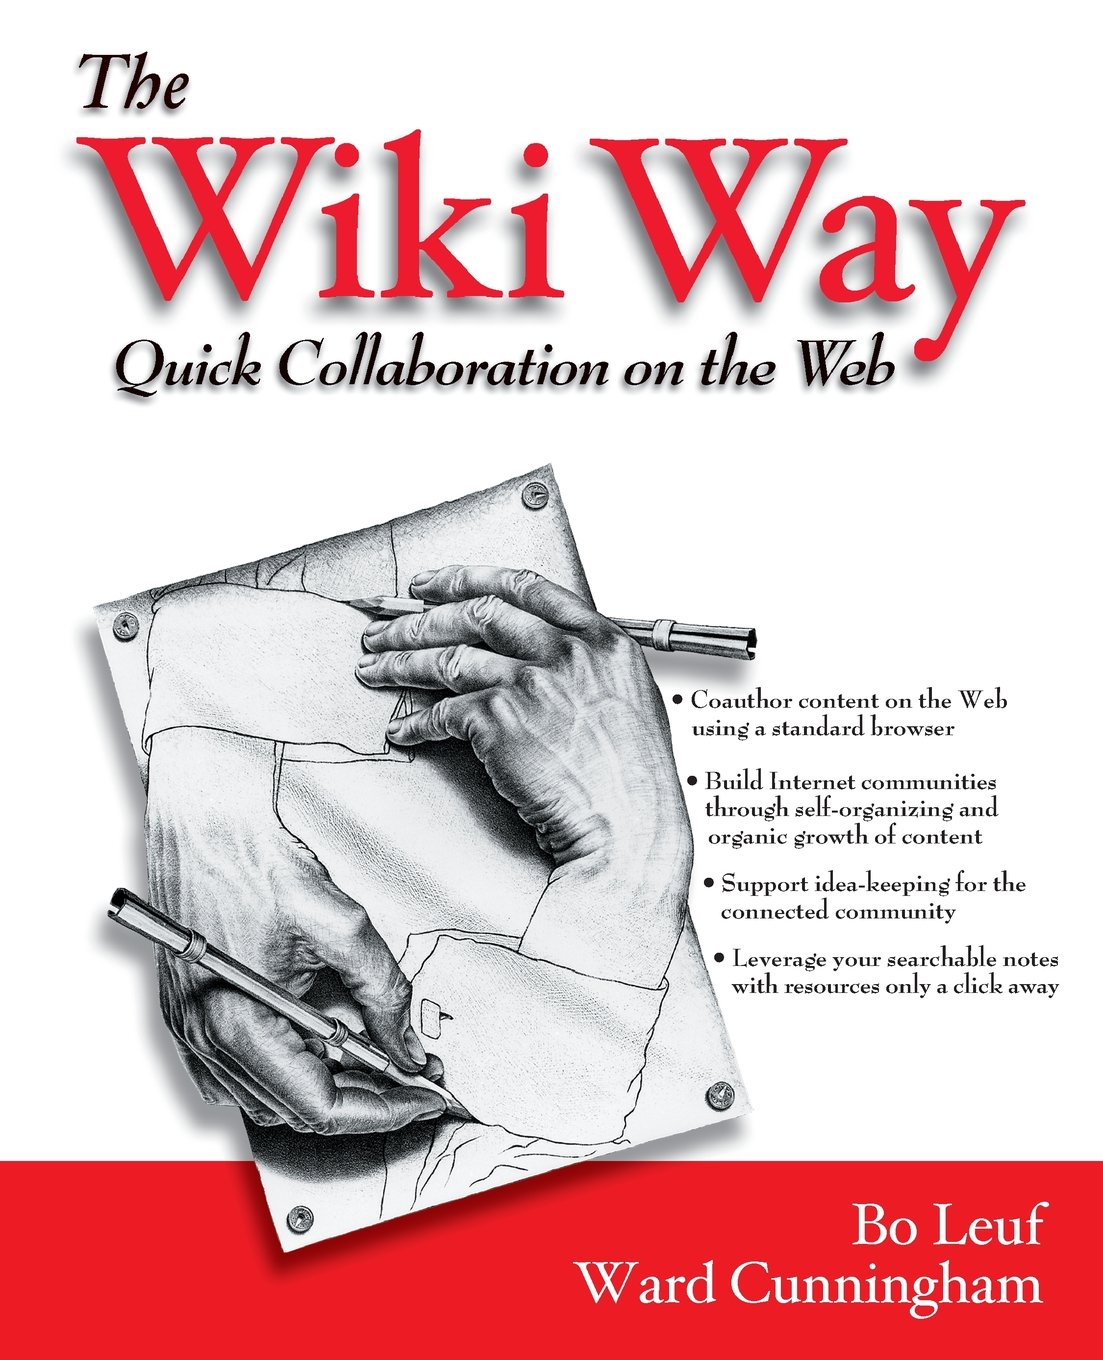 The
Wiki Way
Quick Collaboration on the Web
• Coauthor content on the Web
using a standard browser
• Build Internet communities
through self-organizing and
organic growth of content
• Support idea-keeping for the
connected community
• Leverage your searchable notes
with resources only a click away
Bo Leuf
Ward Cunningham